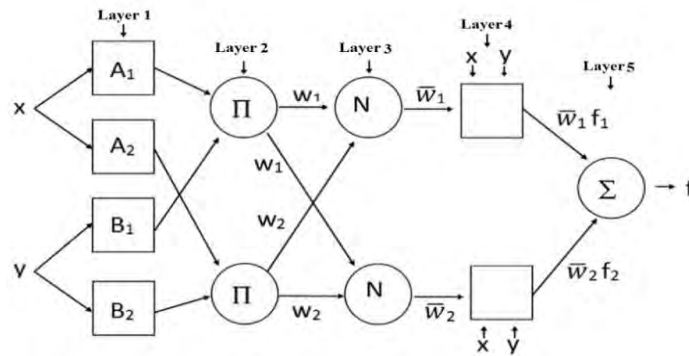 Layer 1
Layer 2
Layer 3
Layer 4
Layer 5
x
y
A₁
A₂
B₁
B₂
Π
Π
w₁
w₁
w₂
w₂
N
N
w̅₁
w̅₂
x y
x y
w̅₁ f₁
w̅₂ f₂
Σ
f